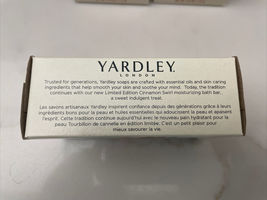 YARDLEY
LONDON
Trusted for generations, Yardley soaps are crafted with essential oils and skin caring
ingredients that help smooth your skin and soothe your mind. Today, the tradition
continues with our new Limited Edition Cinnamon Swirl moisturizing bath bar,
a sweet indulgent treat.
Les savons artisanaux Yardley inspirent confiance depuis des générations grâce à leurs
ingrédients bons pour la peau et huiles essentielles qui adoucissent la peau et apaisent
l'esprit. La tradition continue aujourd'hui avec le nouveau pain hydratant pour la
peau Tourbillon de cannelle en édition limitée. C'est un petit plaisir pour
mieux savourer la vie.